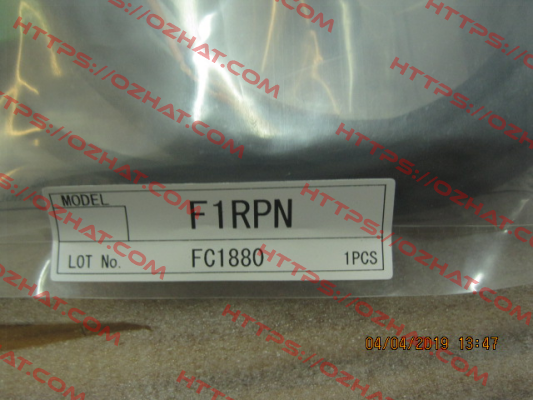 MODEL
F1RPN
LOT No.
FC1880
1PCS
04/04/2019 13:47
HTTPS://OZHAT.COM